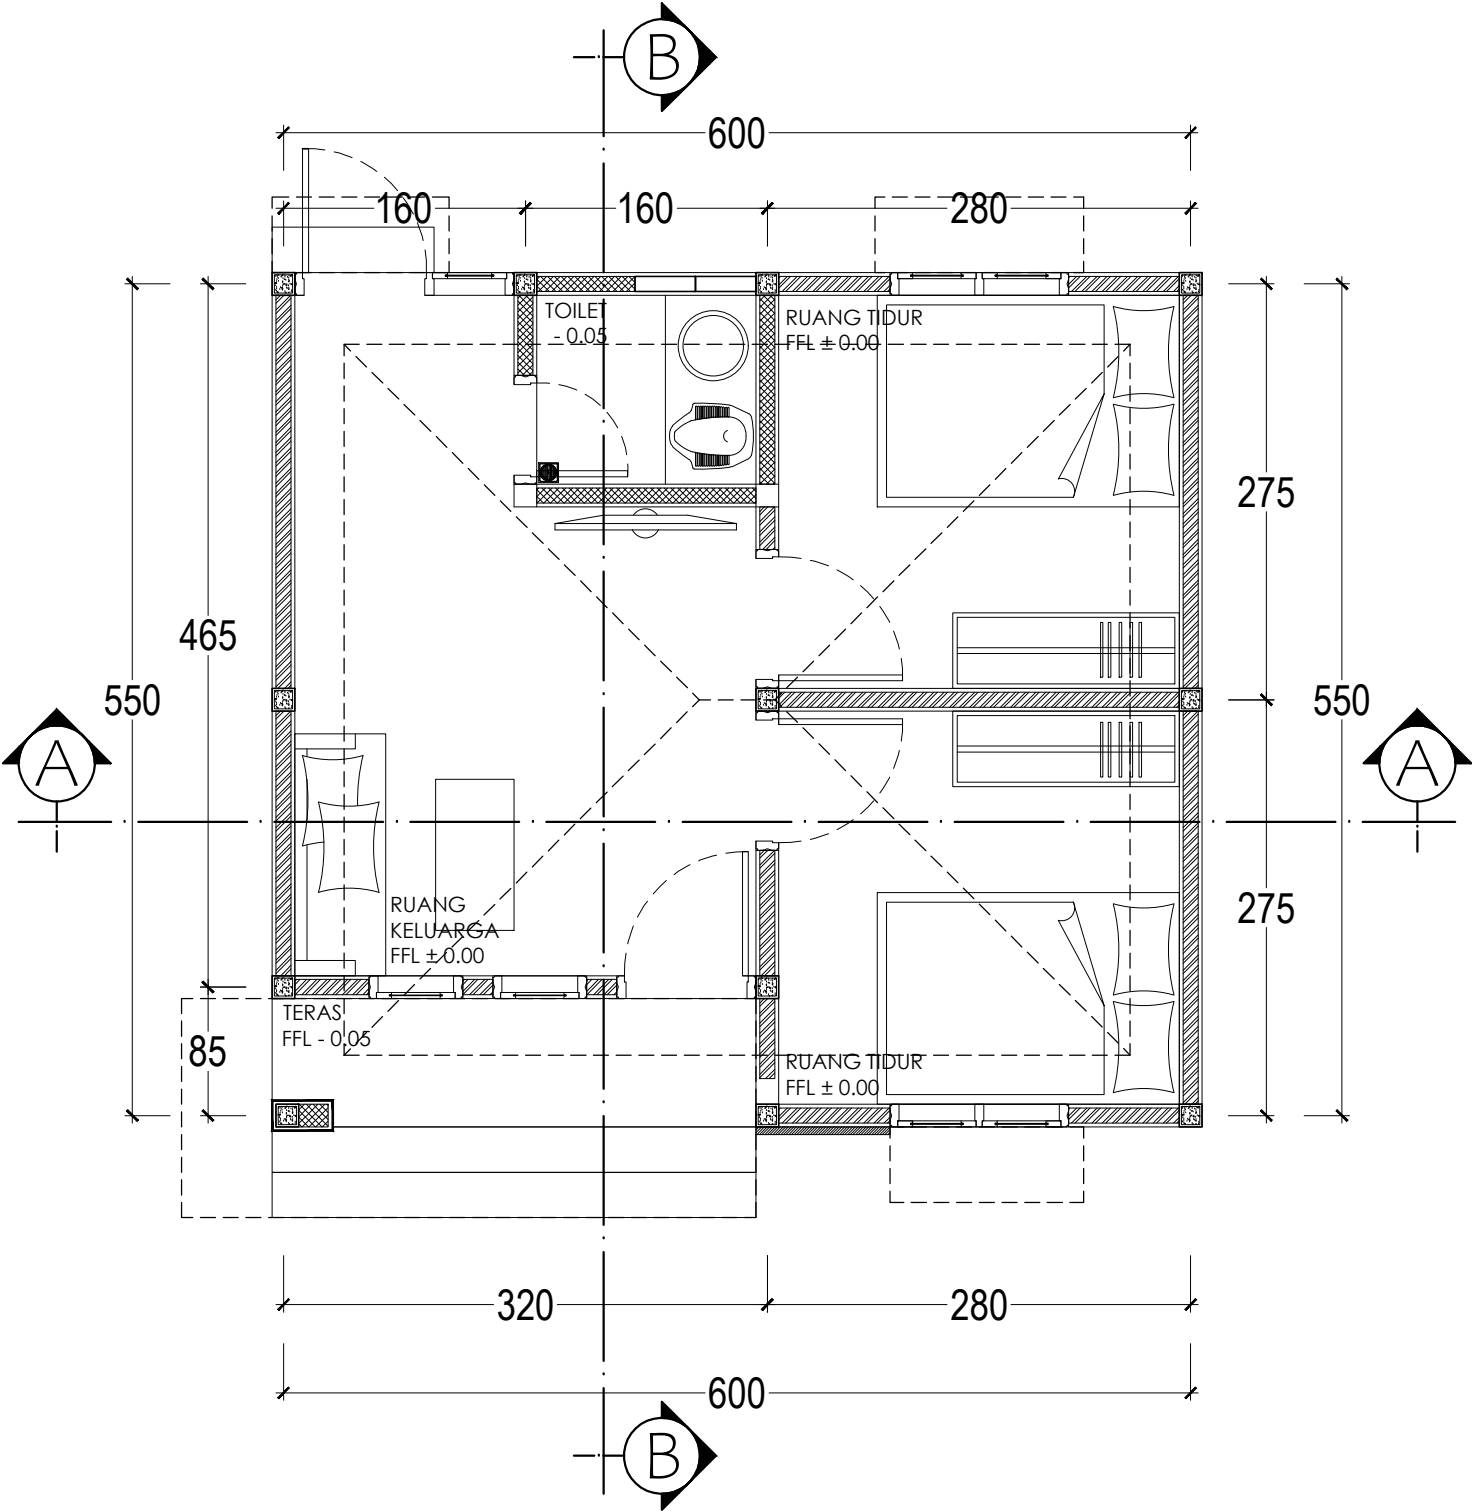 B
600
160
160
280
TOILET
- 0.05
RUANG TIDUR
FFL ± 0.00
275
465
550
550
A
A
RUANG
KELUARGA
FFL ± 0.00
275
TERAS
FFL - 0.05
85
RUANG TIDUR
FFL ± 0.00
320
280
600
B